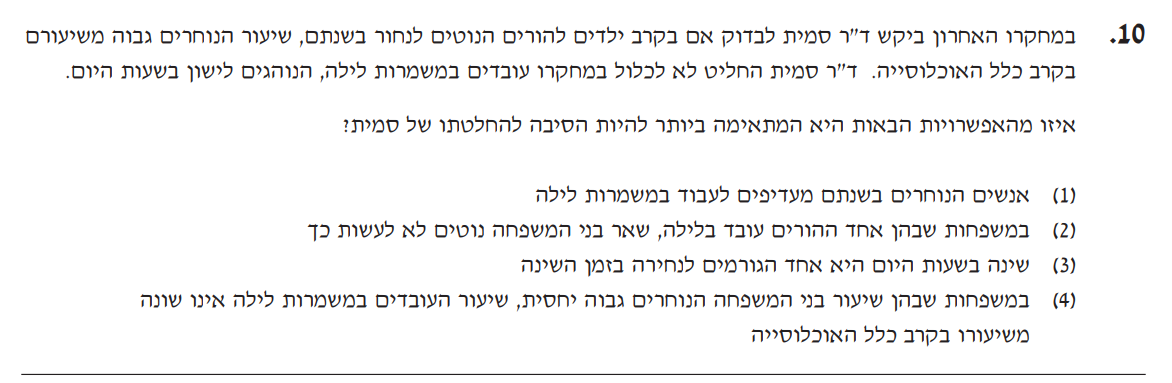 10. במחקרו האחרון ביקש ד"ר סמית לבדוק אם בקרב ילדים להורים הנוטים לנחור בשנתם, שיעור הנוחרים גבוה משיעורם
בקרב כלל האוכלוסייה. ד"ר סמית החליט לא לכלול במחקרו עובדים במשמרות לילה, הנוהגים לישון בשעות היום.
איזו מהאפשרויות הבאות היא המתאימה ביותר להיות הסיבה להחלטתו של סמית?
(1) אנשים הנוחרים בשנתם מעדיפים לעבוד במשמרות לילה
(2) במשפחות שבהן אחד ההורים עובד בלילה, שאר בני המשפחה נוטים לא לעשות כך
(3) שינה בשעות היום היא אחד הגורמים לנחירה בזמן השינה
(4) במשפחות שבהן שיעור בני המשפחה הנוחרים גבוה יחסית, שיעור העובדים במשמרות לילה אינו שונה
משיעורו בקרב כלל האוכלוסייה